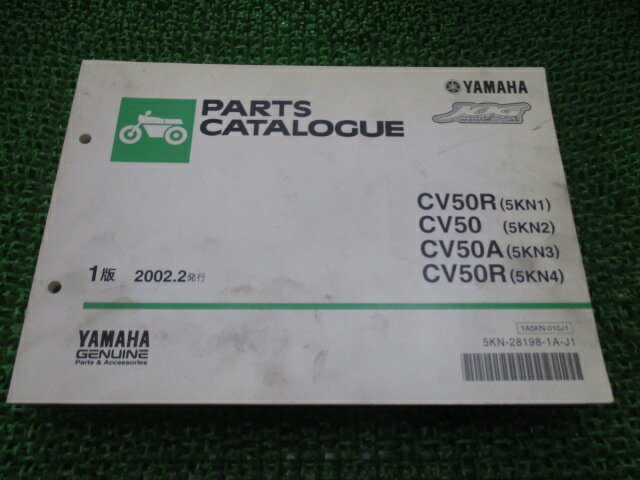 YAMAHA
PARTS
CATALOGUE
JOG
CV50R (5KN1)
CV50 (5KN2)
CV50A (5KN3)
CV50R (5KN4)
1版 2002.2発行
1A5KN-010J1
5KN-28198-1A-J1
YAMAHA
GENUINE
Parts & Accessories